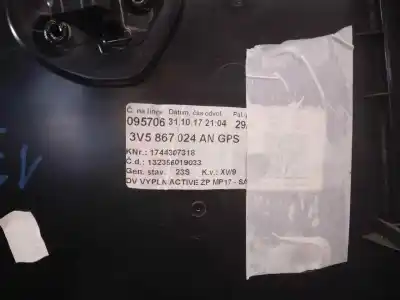 Č. na lince Datum, čas odvol.
095706 31.10.17 21:04 29
3V5 867 024 AN GPS
KNr.: 1744307318
Č.d.: 132356019033
Gen. stav. 23S K.v.: XW9
OV VYPLN ACTIVE ZP MP17 - SA